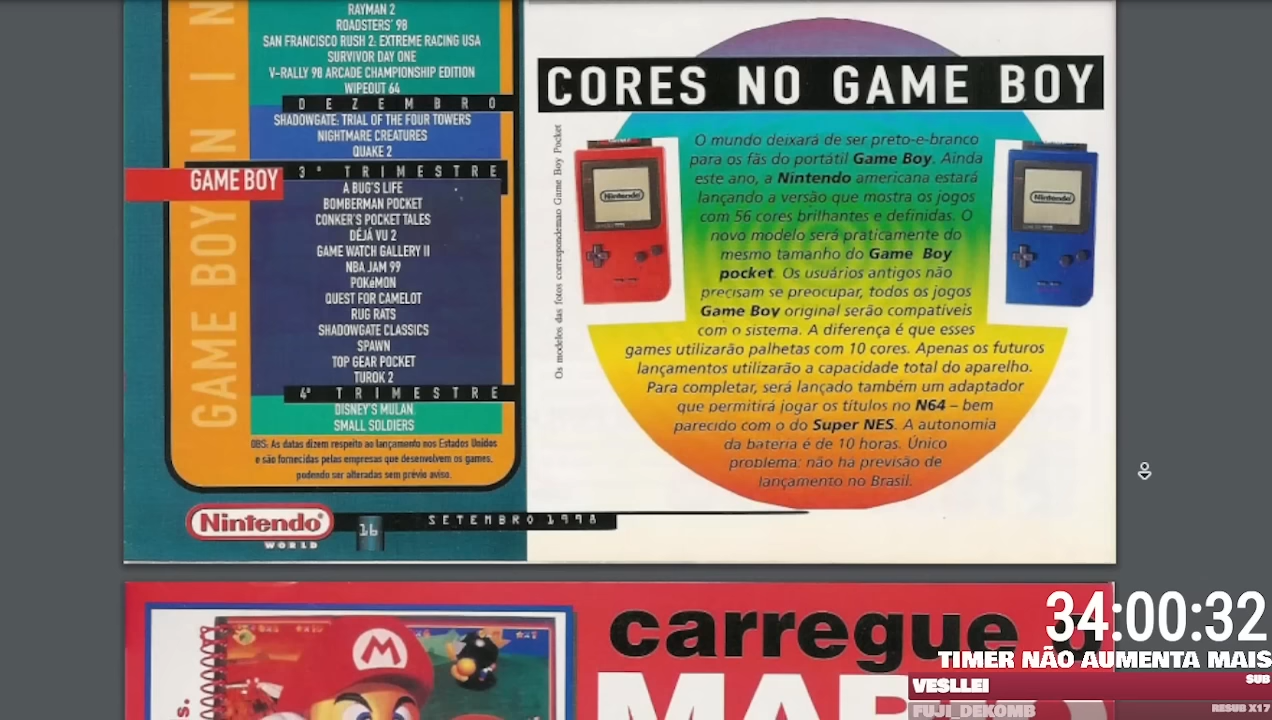 RAYMAN 2
ROADSTERS' 98
SAN FRANCISCO RUSH 2: EXTREME RACING USA
SURVIVOR DAY ONE
V-RALLY 98 ARCADE CHAMPIONSHIP EDITION
WIPEOUT 64
DEZEMBRO
SHADOWGATE: TRIAL OF THE FOUR TOWERS
NIGHTMARE CREATURES
QUAKE 2
GAME BOY
3º TRIMESTRE
A BUG'S LIFE
BOMBERMAN POCKET
CONKER'S POCKET TALES
DÉJÁ VU 2
GAME WATCH GALLERY II
NBA JAM 99
POKéMON
QUEST FOR CAMELOT
RUG RATS
SHADOWGATE CLASSICS
SPAWN
TOP GEAR POCKET
TUROK 2
4º TRIMESTRE
DISNEY'S MULAN
SMALL SOLDIERS
OBS: As datas dizem respeito ao lançamento nos Estados Unidos
e são fornecidas pelas empresas que desenvolvem os games,
podendo ser alteradas sem prévio aviso.
GAME BOY IN
N
Nintendo
WORLD
16
SETEMBRO 1998
CORES NO GAME BOY
Os modelos das fotos correspondemao Game Boy Pocket
Nintendo
Nintendo
O mundo deixará de ser preto-e-branco
para os fãs do portátil Game Boy. Ainda
este ano, a Nintendo americana estará
lançando a versão que mostra os jogos
com 56 cores brilhantes e definidas. O
novo modelo será praticamente do
mesmo tamanho do Game Boy
pocket. Os usuários antigos não
precisam se preocupar, todos os jogos
Game Boy original serão compatíveis
com o sistema. A diferença é que esses
games utilizarão palhetas com 10 cores. Apenas os futuros
lançamentos utilizarão a capacidade total do aparelho.
Para completar, será lançado também um adaptador
que permitirá jogar os títulos no N64 – bem
parecido com o do Super NES. A autonomia
da bateria é de 10 horas. Único
problema: não há previsão de
lançamento no Brasil.
carregue o
MAR
M
34:00:32
TIMER NÃO AUMENTA MAIS
VESLLEI
SUB
FUJI_DEKOMB
RESUB X17